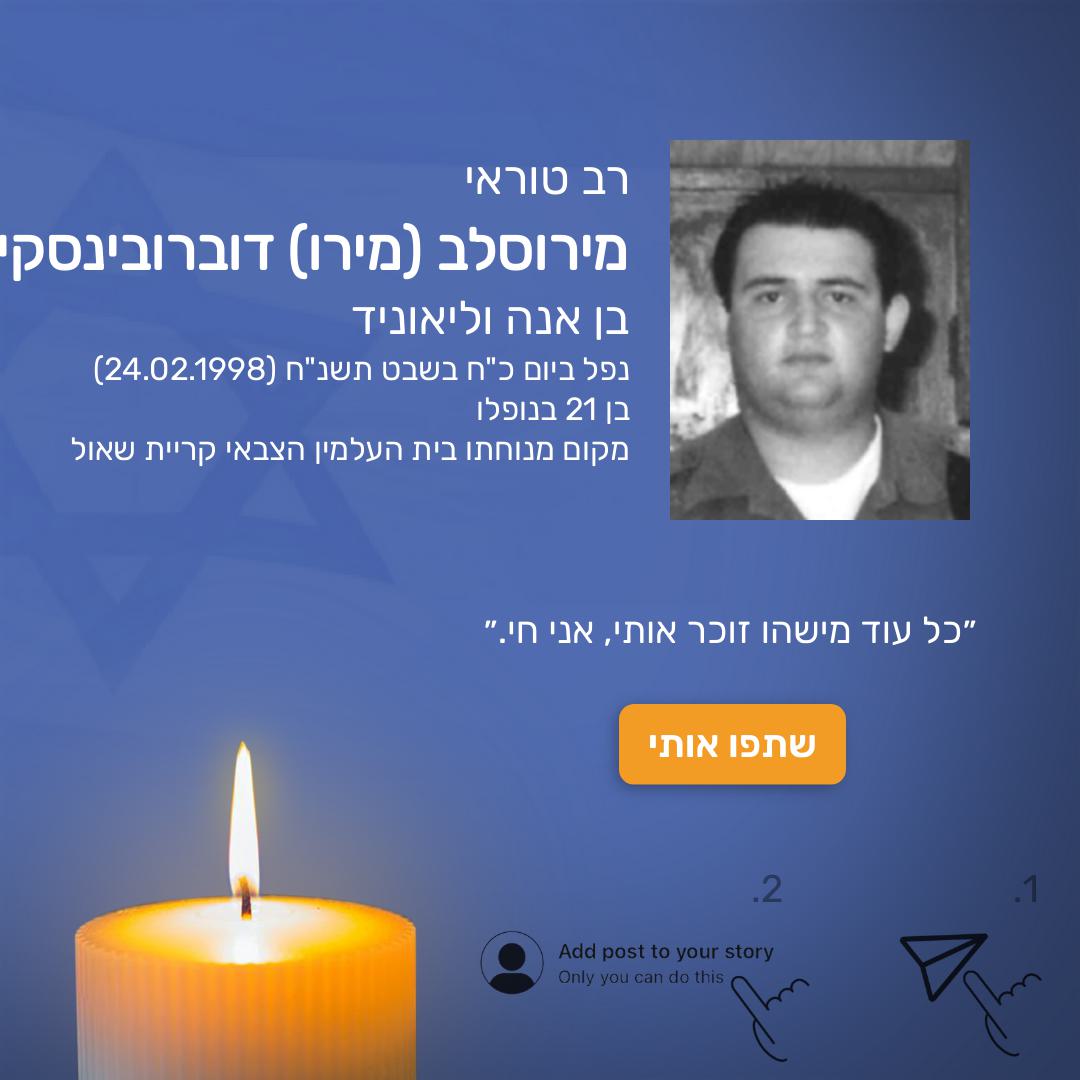 רב טוראי
מירוסלב (מירו) דוברובינסקי
בן אנה וליאוניד
נפל ביום כ"ח בשבט תשנ"ח (24.02.1998)
בן 21 בנופלו
מקום מנוחתו בית העלמין הצבאי קריית שאול
״כל עוד מישהו זוכר אותי, אני חי.״
שתפו אותי
.1
.2
Add post to your story
Only you can do this